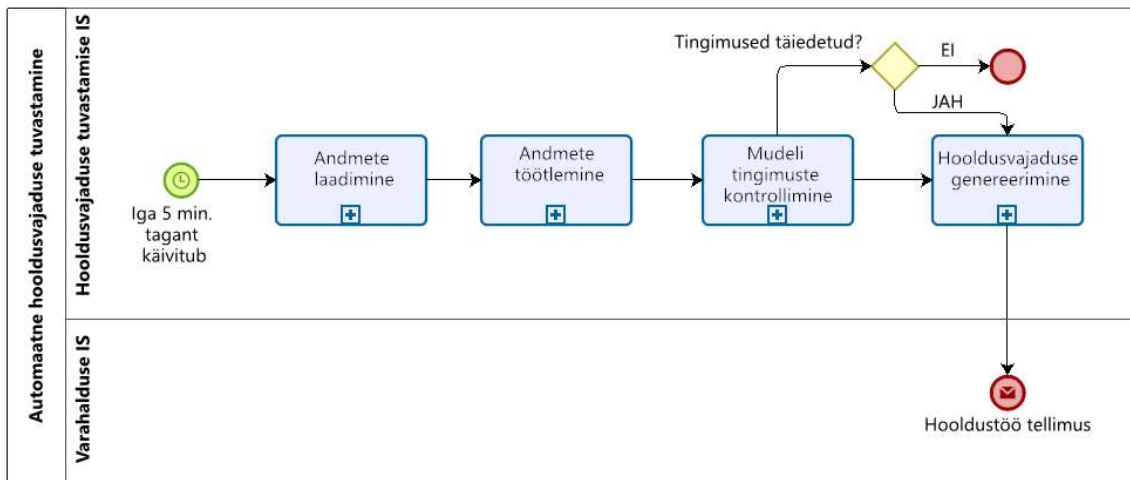 Automaatne hooldusvajaduse tuvastamine
Hooldusvajaduse tuvastamise IS
Tingimused täiedetud?
EI
JAH
Iga 5 min.
tagant
käivitub
Andmete
laadimine
Andmete
töötlemine
Mudeli
tingimuste
kontrollimine
Hooldusvajaduse
genereerimine
Varahalduse IS
Hooldustöö tellimus